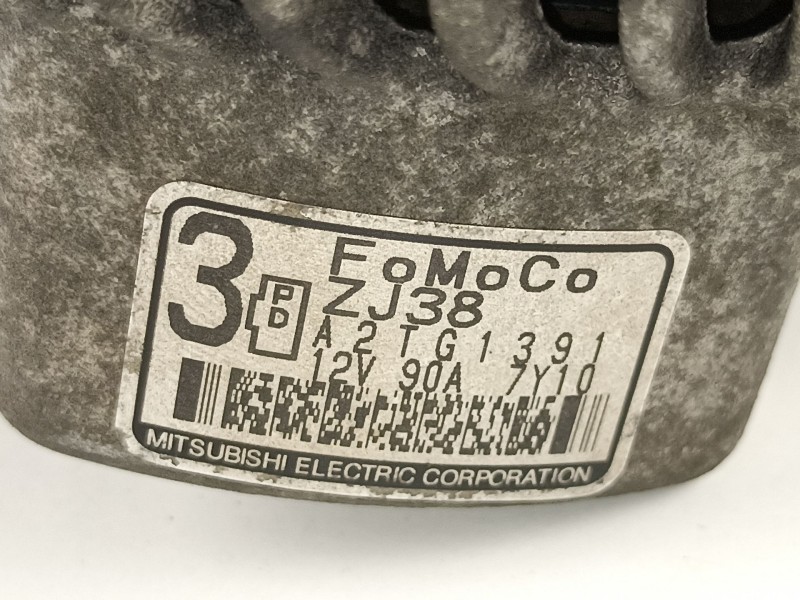 3
PD
FoMoCo
ZJ38
A2TG1391
12V 90A 7Y10
MITSUBISHI ELECTRIC CORPORATION